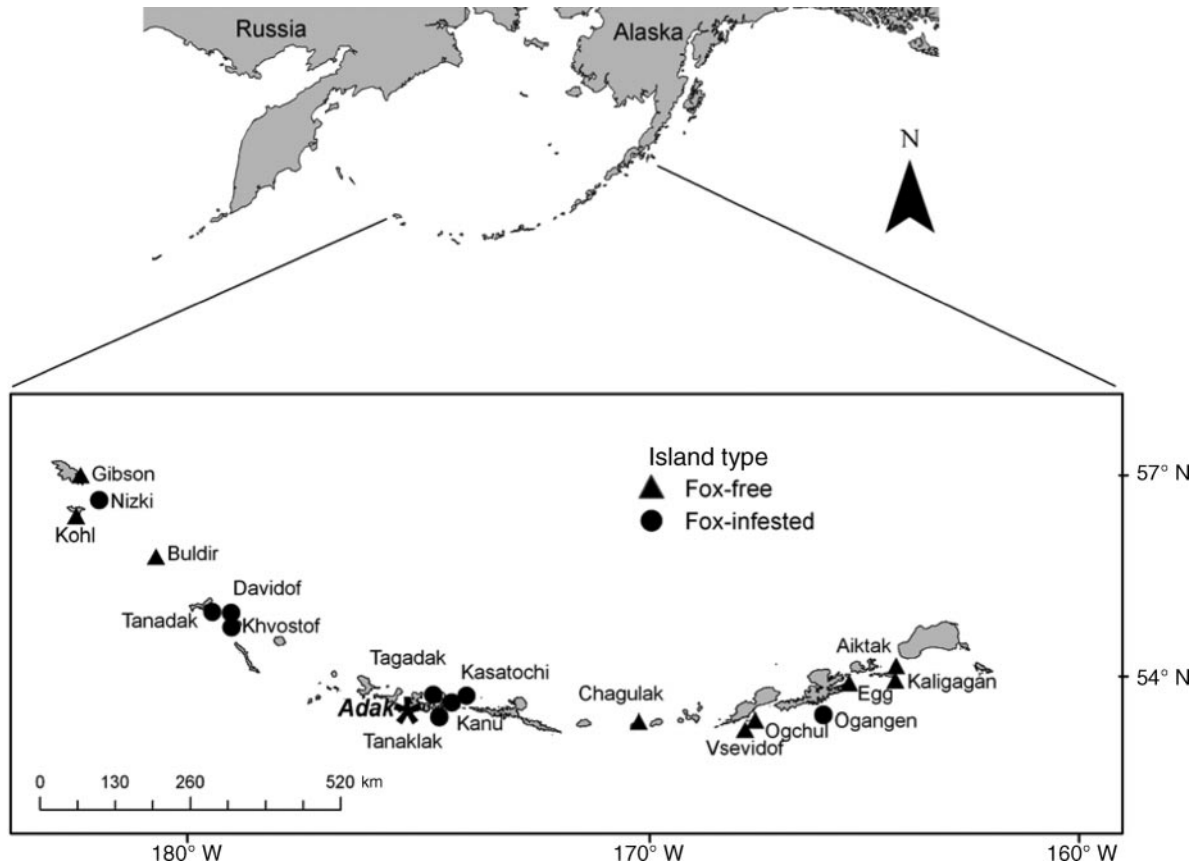 Russia
Alaska
N
Island type
Fox-free
Fox-infested
57° N
Gibson
Nizki
Kohl
Buldir
Davidof
Tanadak
Khvostof
Tagadak
Kasatochi
Adak
Kanu
Tanaklak
Chagulak
Aiktak
54° N
Kaligagan
Egg
Ogangen
Ogchul
Vsevidof
0 130 260 520 km
180° W 170° W 160° W